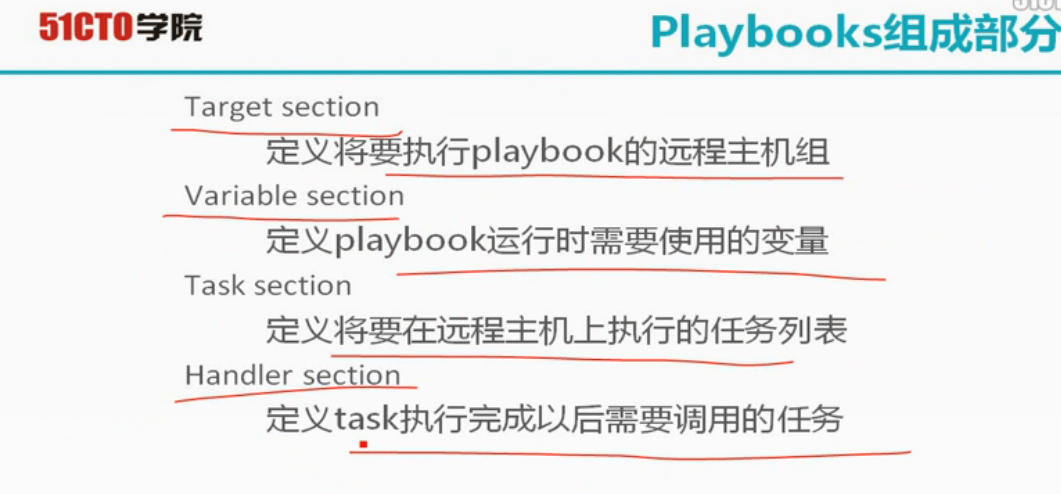 51CTO学院
Playbooks组成部分
Target section
定义将要执行playbook的远程主机组
Variable section
定义playbook运行时需要使用的变量
Task section
定义将要在远程主机上执行的任务列表
Handler section
定义task执行完成以后需要调用的任务